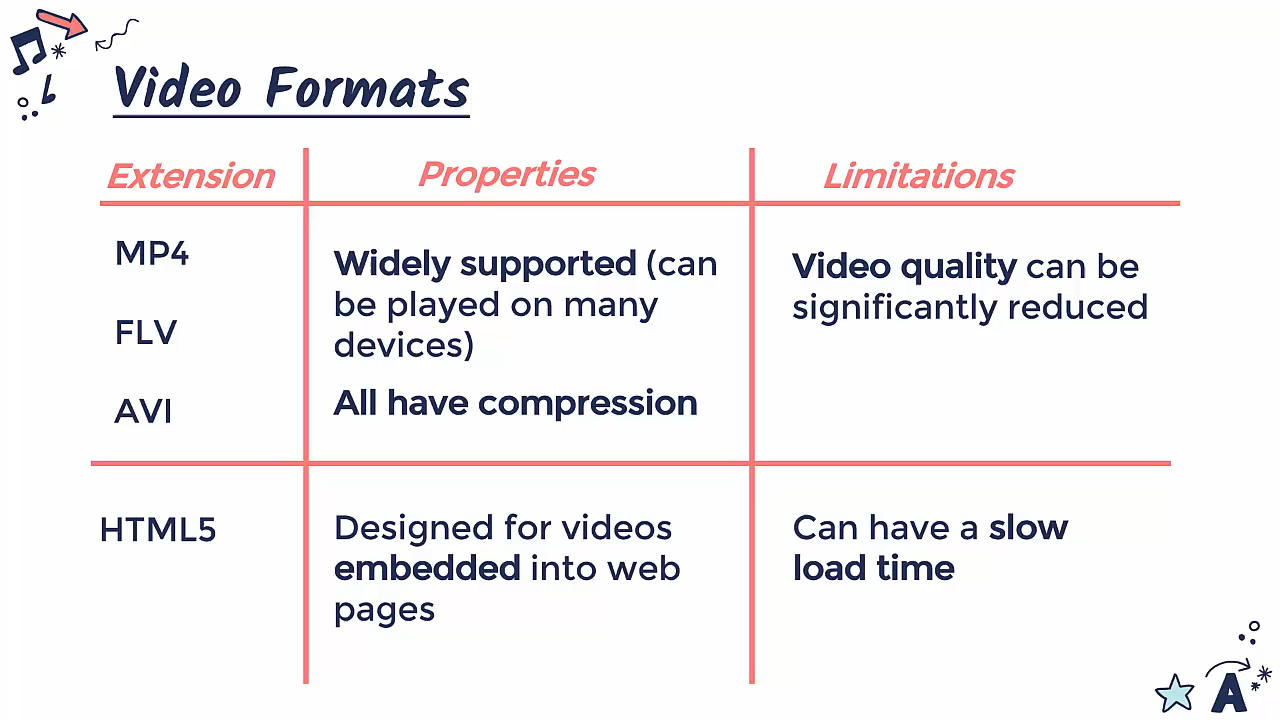 Video Formats
Extension
Properties
Limitations
MP4
FLV
AVI
Widely supported (can
be played on many
devices)
All have compression
Video quality can be
significantly reduced
HTML5
Designed for videos
embedded into web
pages
Can have a slow
load time
A